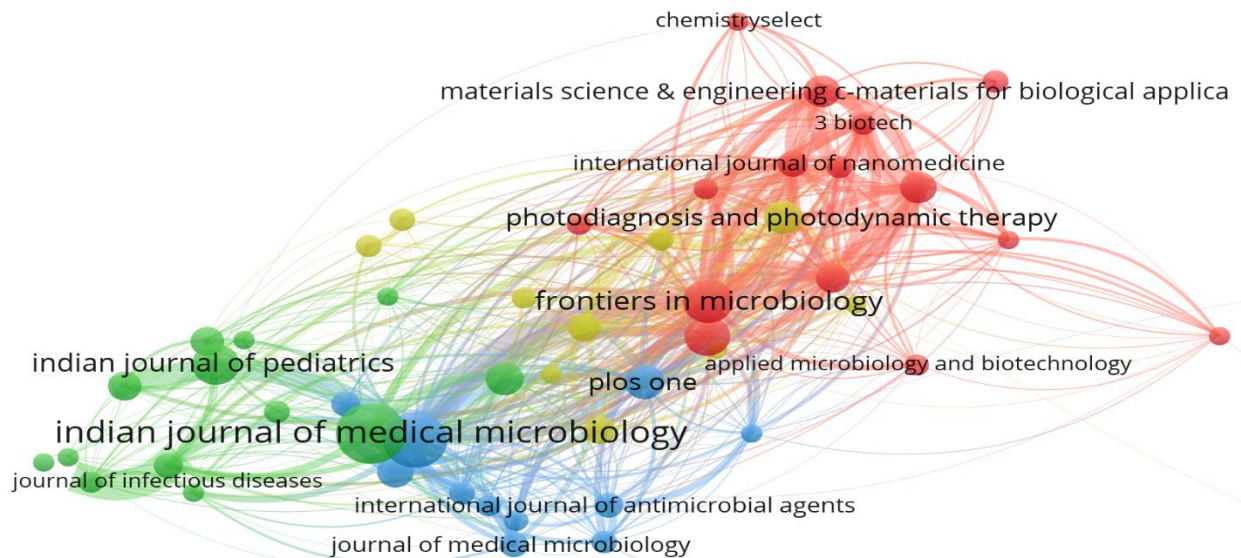 chemistryselect
materials science & engineering c-materials for biological applica
3 biotech
international journal of nanomedicine
photodiagnosis and photodynamic therapy
frontiers in microbiology
indian journal of pediatrics
applied microbiology and biotechnology
plos one
indian journal of medical microbiology
journal of infectious diseases
international journal of antimicrobial agents
journal of medical microbiology